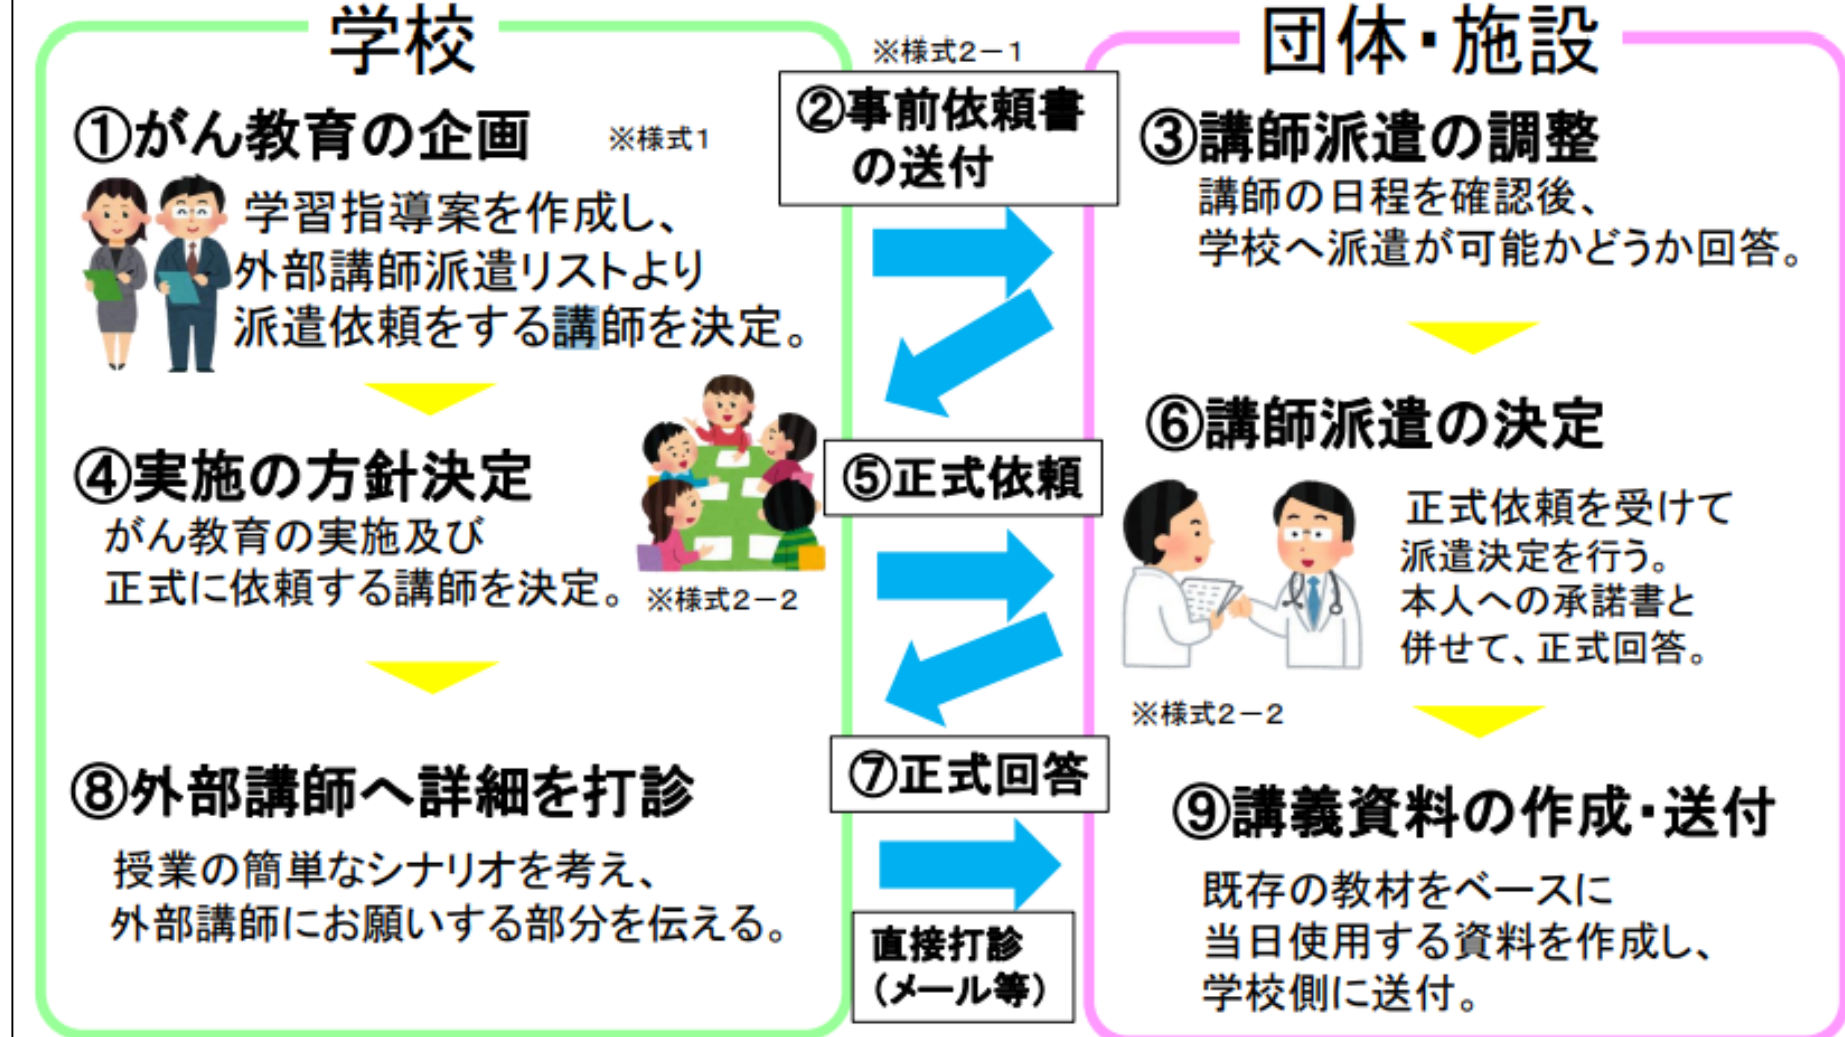 学校
①がん教育の企画
※様式1
学習指導案を作成し、
外部講師派遣リストより
派遣依頼をする講師を決定。
※様式2-1
②事前依頼書
の送付
団体・施設
③講師派遣の調整
講師の日程を確認後、
学校へ派遣が可能かどうか回答。
④実施の方針決定
がん教育の実施及び
正式に依頼する講師を決定。
※様式2-2
⑤正式依頼
⑥講師派遣の決定
正式依頼を受けて
派遣決定を行う。
本人への承諾書と
併せて、正式回答。
※様式2-2
⑦正式回答
⑧外部講師へ詳細を打診
授業の簡単なシナリオを考え、
外部講師にお願いする部分を伝える。
直接打診
(メール等)
⑨講義資料の作成・送付
既存の教材をベースに
当日使用する資料を作成し、
学校側に送付。